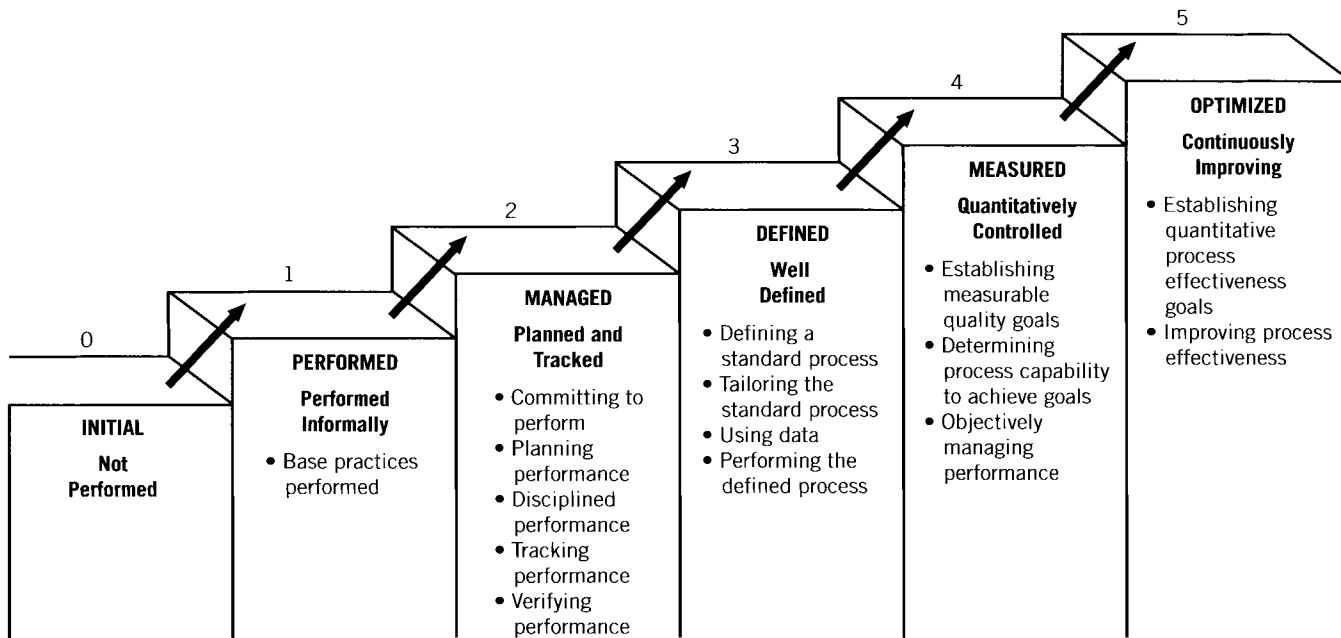 0
INITIAL
Not
Performed
1
PERFORMED
Performed
Informally
• Base practices
performed
2
MANAGED
Planned and
Tracked
• Committing to
perform
• Planning
performance
• Disciplined
performance
• Tracking
performance
• Verifying
performance
3
DEFINED
Well
Defined
• Defining a
standard process
• Tailoring the
standard process
• Using data
• Performing the
defined process
4
MEASURED
Quantitatively
Controlled
• Establishing
measurable
quality goals
• Determining
process capability
to achieve goals
• Objectively
managing
performance
5
OPTIMIZED
Continuously
Improving
• Establishing
quantitative
process
effectiveness
goals
• Improving process
effectiveness